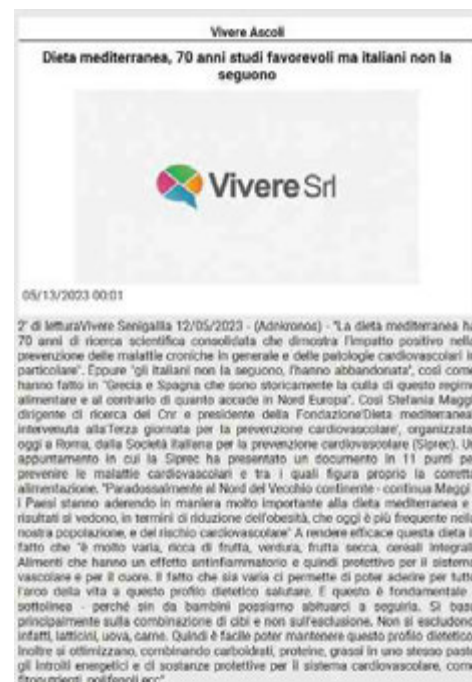 Vivere Ascoli
Dieta mediterranea, 70 anni studi favorevoli ma italiani non la
seguono
Vivere Srl
05/13/2023 00:01
2' di letturaVivere Senigallia 12/05/2023 - (Adnkronos) - "La dieta mediterranea ha
70 anni di ricerca scientifica consolidata che dimostra l'impatto positivo nella
prevenzione delle malattie croniche in generale e delle patologie cardiovascolari in
particolare". Eppure "gli italiani non la seguono, l'hanno abbandonata", così come
hanno fatto in "Grecia e Spagna che sono storicamente la culla di questo regime
alimentare e al contrario di quanto accade in Nord Europa". Così Stefania Maggi
dirigente di ricerca del Cnr e presidente della Fondazione Dieta mediterranea
intervenuta alla'Terza giornata per la prevenzione cardiovascolare', organizzata
oggi a Roma, dalla Società italiana per la prevenzione cardiovascolare (Siprec). Un
appuntamento in cui la Siprec ha presentato un documento in 11 punti per
prevenire le malattie cardiovascolari e tra i quali figura proprio la corretta
alimentazione. "Paradossalmente al Nord del Vecchio continente - continua Maggi -
i Paesi stanno aderendo in maniera molto importante alla dieta mediterranea e i
risultati si vedono, in termini di riduzione dell'obesità, che oggi è più frequente nella
nostra popolazione, e del rischio cardiovascolare" A rendere efficace questa dieta il
fatto che "è molto varia, ricca di frutta, verdura, frutta secca, cereali integrali
Alimenti che hanno un effetto antinfiammatorio e quindi protettivo per il sistema
vascolare e per il cuore. Il fatto che sia varia ci permette di poter aderire per tutto
l'arco della vita a questo profilo dietetico salutare. E questo è fondamentale -
sottolinea - perché sin da bambini possiamo abituarci a seguirla. Si basa
principalmente sulla combinazione di cibi e non sull'esclusione. Non si escludono
infatti, latticini, uova, carne. Quindi è facile poter mantenere questo profilo dietetico.
Inoltre si ottimizzano, combinando carboidrati, proteine, grassi in uno stesso pasto
gli introiti energetici e di sostanze protettive per il sistema cardiovascolare, come
fitonutrienti, polifenoli ecc".